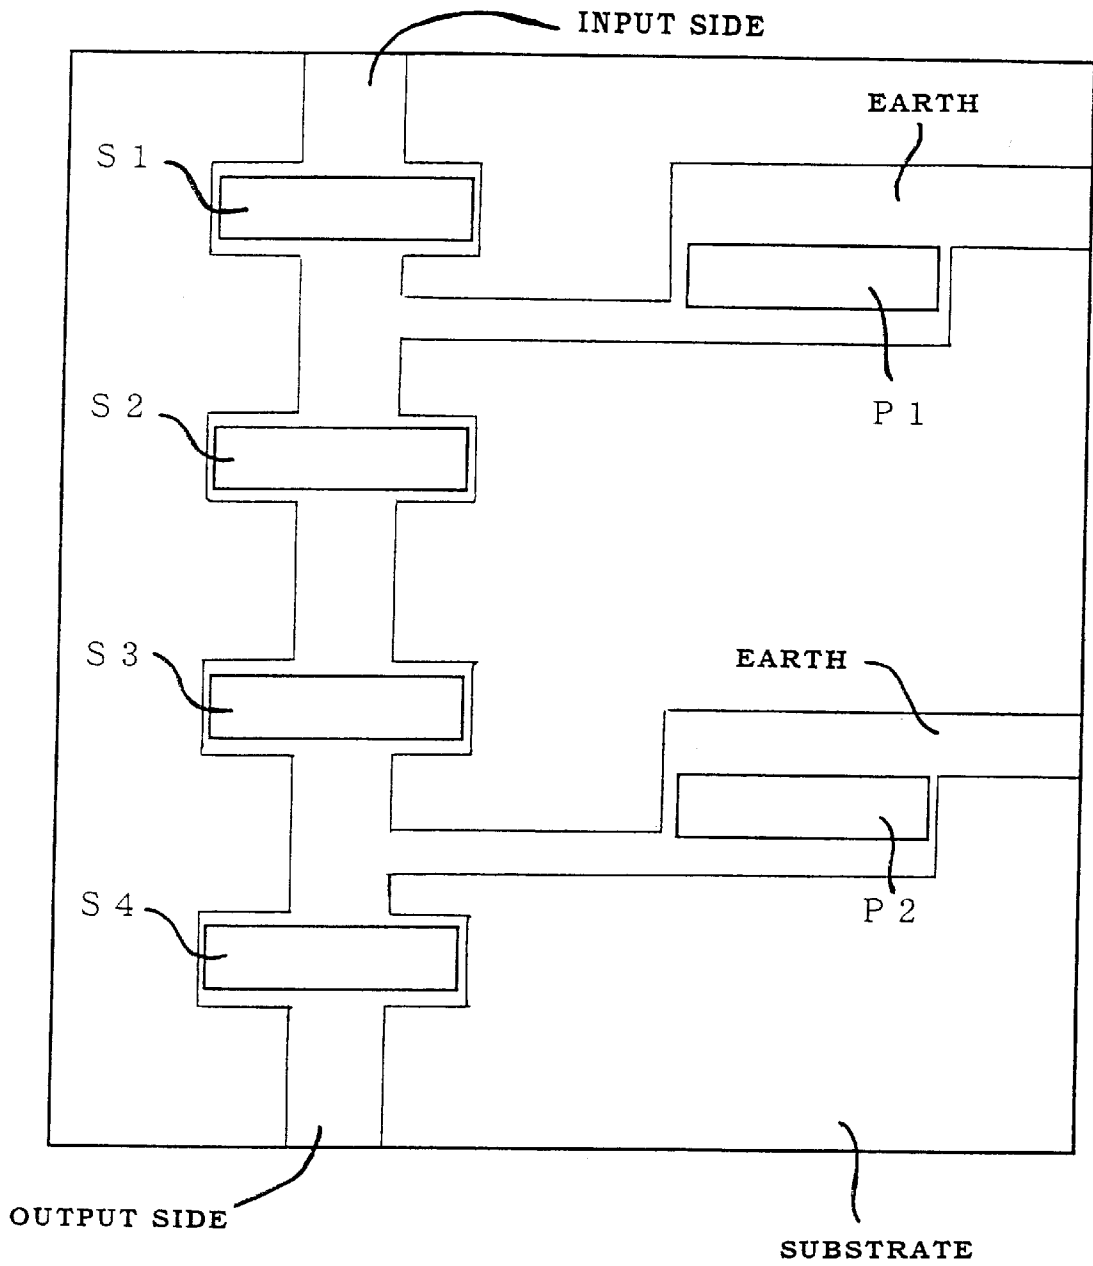 INPUT SIDE
EARTH
S 1
P 1
S 2
S 3
EARTH
S 4
P 2
OUTPUT SIDE
SUBSTRATE